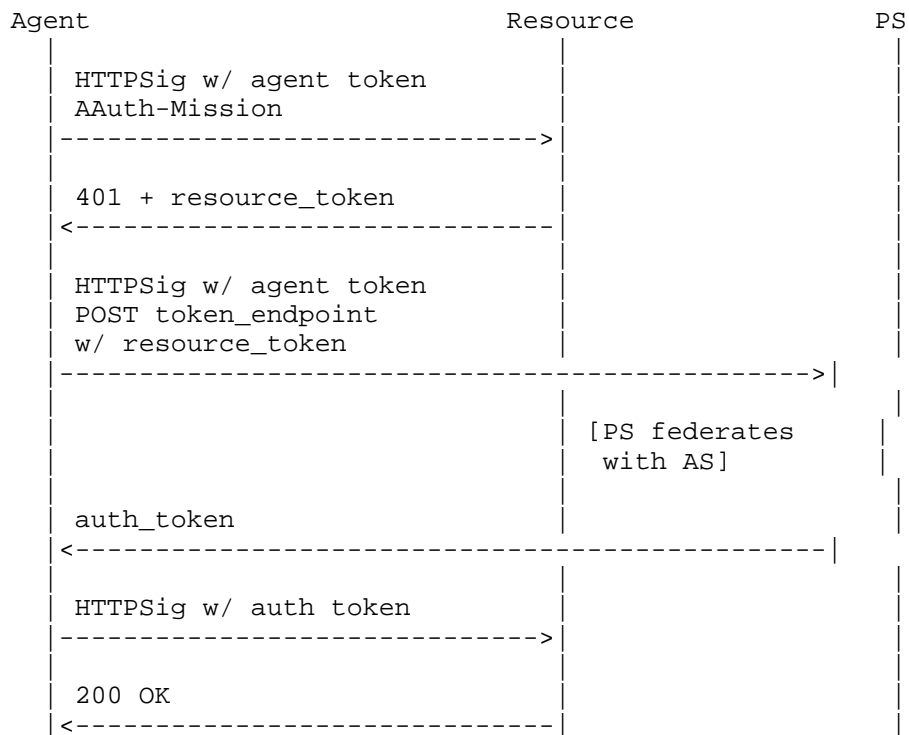 Agent Resource PS
HTTPSig w/ agent token
AAuth-Mission
401 + resource_token
HTTPSig w/ agent token
POST token_endpoint
w/ resource_token
[PS federates
with AS]
auth_token
HTTPSig w/ auth token
200 OK